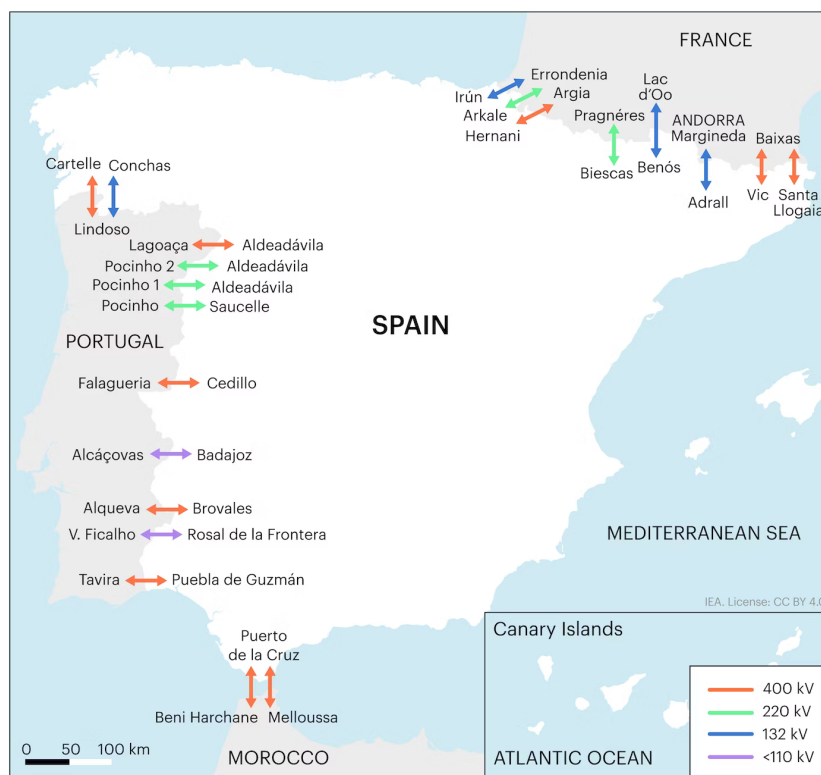 FRANCE
Errondenia
Irún
Argia
Arkale
Hernani
Lac
d'Oo
Pragnéres
ANDORRA
Margineda
Baixas
Biescas
Benós
Adrall
Vic
Santa
Llogaia
Cartelle
Conchas
Lindoso
Lagoaça
Aldeadávila
Pocinho 2
Aldeadávila
Pocinho 1
Aldeadávila
Pocinho
Saucelle
SPAIN
PORTUGAL
Falagueria
Cedillo
Alcáçovas
Badajoz
Alqueva
Brovales
V. Ficalho
Rosal de la Frontera
MEDITERRANEAN SEA
Tavira
Puebla de Guzmán
IEA. License: CC BY 4.0
Puerto
de la Cruz
Beni Harchane
Melloussa
Canary Islands
400 kV
220 kV
132 kV
<110 kV
0 50 100 km
MOROCCO
ATLANTIC OCEAN